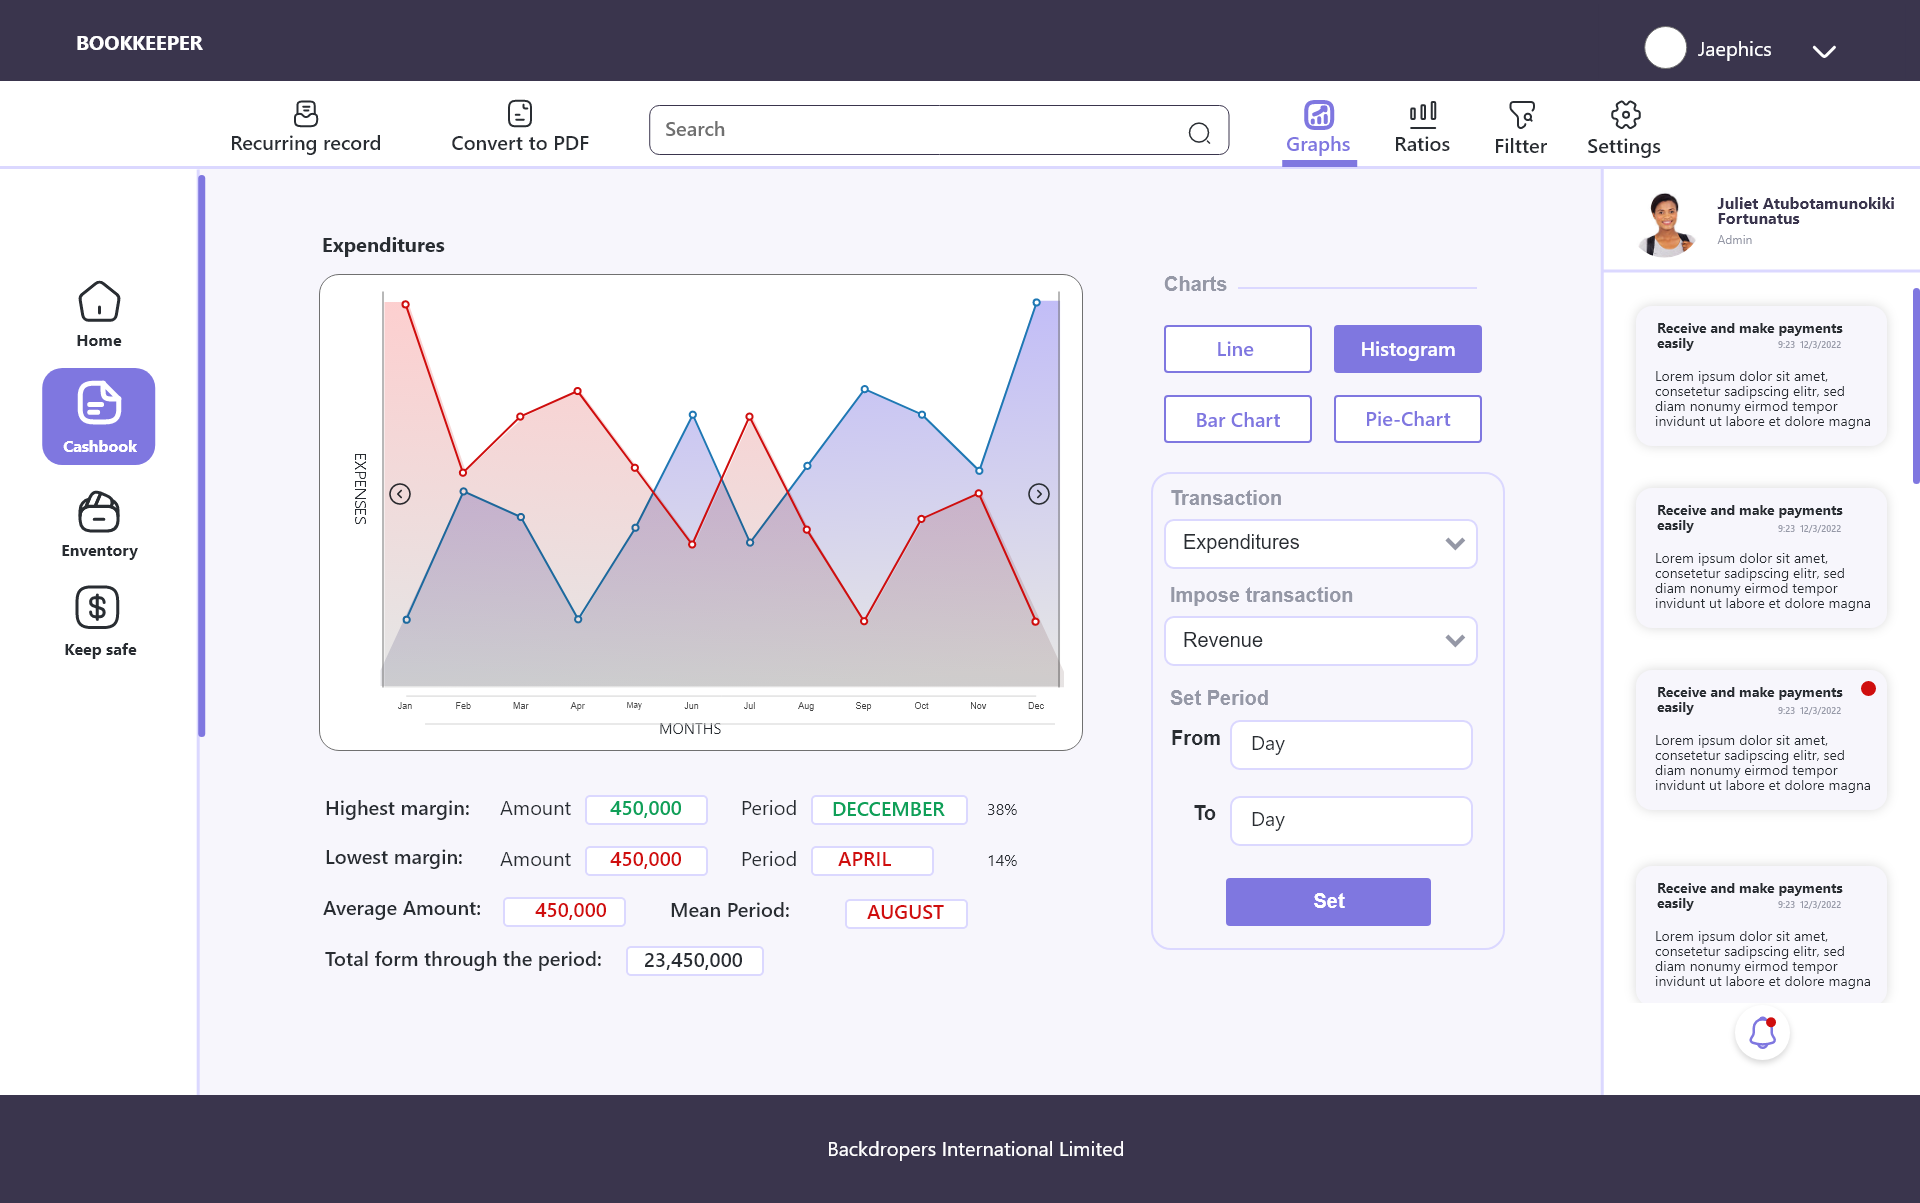 BOOKKEEPER
Jaephics
Recurring record
Convert to PDF
Search
Graphs
Ratios
Filtter
Settings
Home
Cashbook
Inventory
Keep safe
Expenditures
EXPENSES
Jan Feb Mar Apr May Jun Jul Aug Sep Oct Nov Dec
MONTHS
Highest margin: Amount 450,000 Period DECCEMBER 38%
Lowest margin: Amount 450,000 Period APRIL 14%
Average Amount: 450,000 Mean Period: AUGUST
Total form through the period: 23,450,000
Charts
Line Histogram
Bar Chart Pie-Chart
Transaction
Expenditures
Impose transaction
Revenue
Set Period
From Day
To Day
Set
Juliet Atubotamunokiki
Fortunatus
Admin
Receive and make payments
easily 9:23 12/3/2022
Lorem ipsum dolor sit amet,
consetetur sadipscing elitr, sed
diam nonumy eirmod tempor
invidunt ut labore et dolore magna
Receive and make payments
easily 9:23 12/3/2022
Lorem ipsum dolor sit amet,
consetetur sadipscing elitr, sed
diam nonumy eirmod tempor
invidunt ut labore et dolore magna
Receive and make payments
easily 9:23 12/3/2022
Lorem ipsum dolor sit amet,
consetetur sadipscing elitr, sed
diam nonumy eirmod tempor
invidunt ut labore et dolore magna
Receive and make payments
easily 9:23 12/3/2022
Lorem ipsum dolor sit amet,
consetetur sadipscing elitr, sed
diam nonumy eirmod tempor
invidunt ut labore et dolore magna
Backdropers International Limited